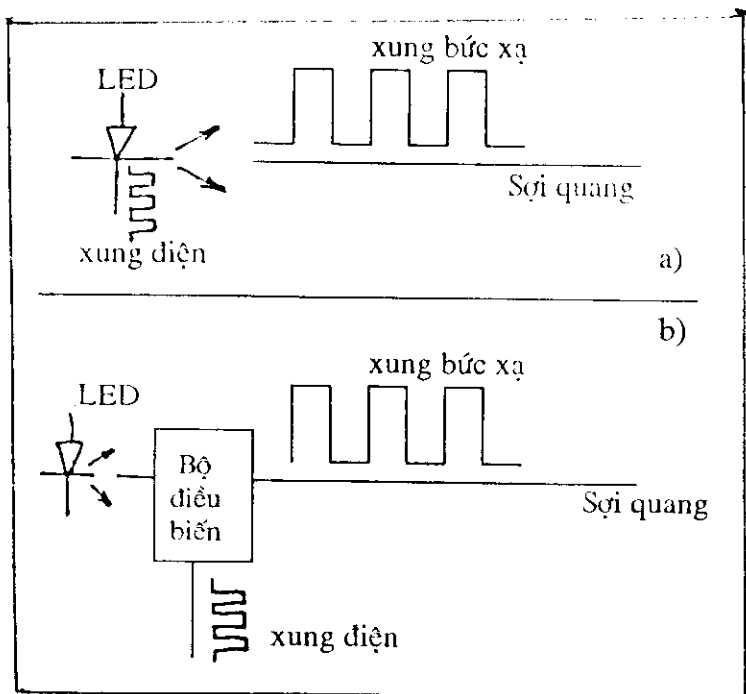 xung bức xạ
LED
Sợi quang
xung điện
a)
b)
xung bức xạ
LED
Bộ
điều
biến
Sợi quang
xung điện